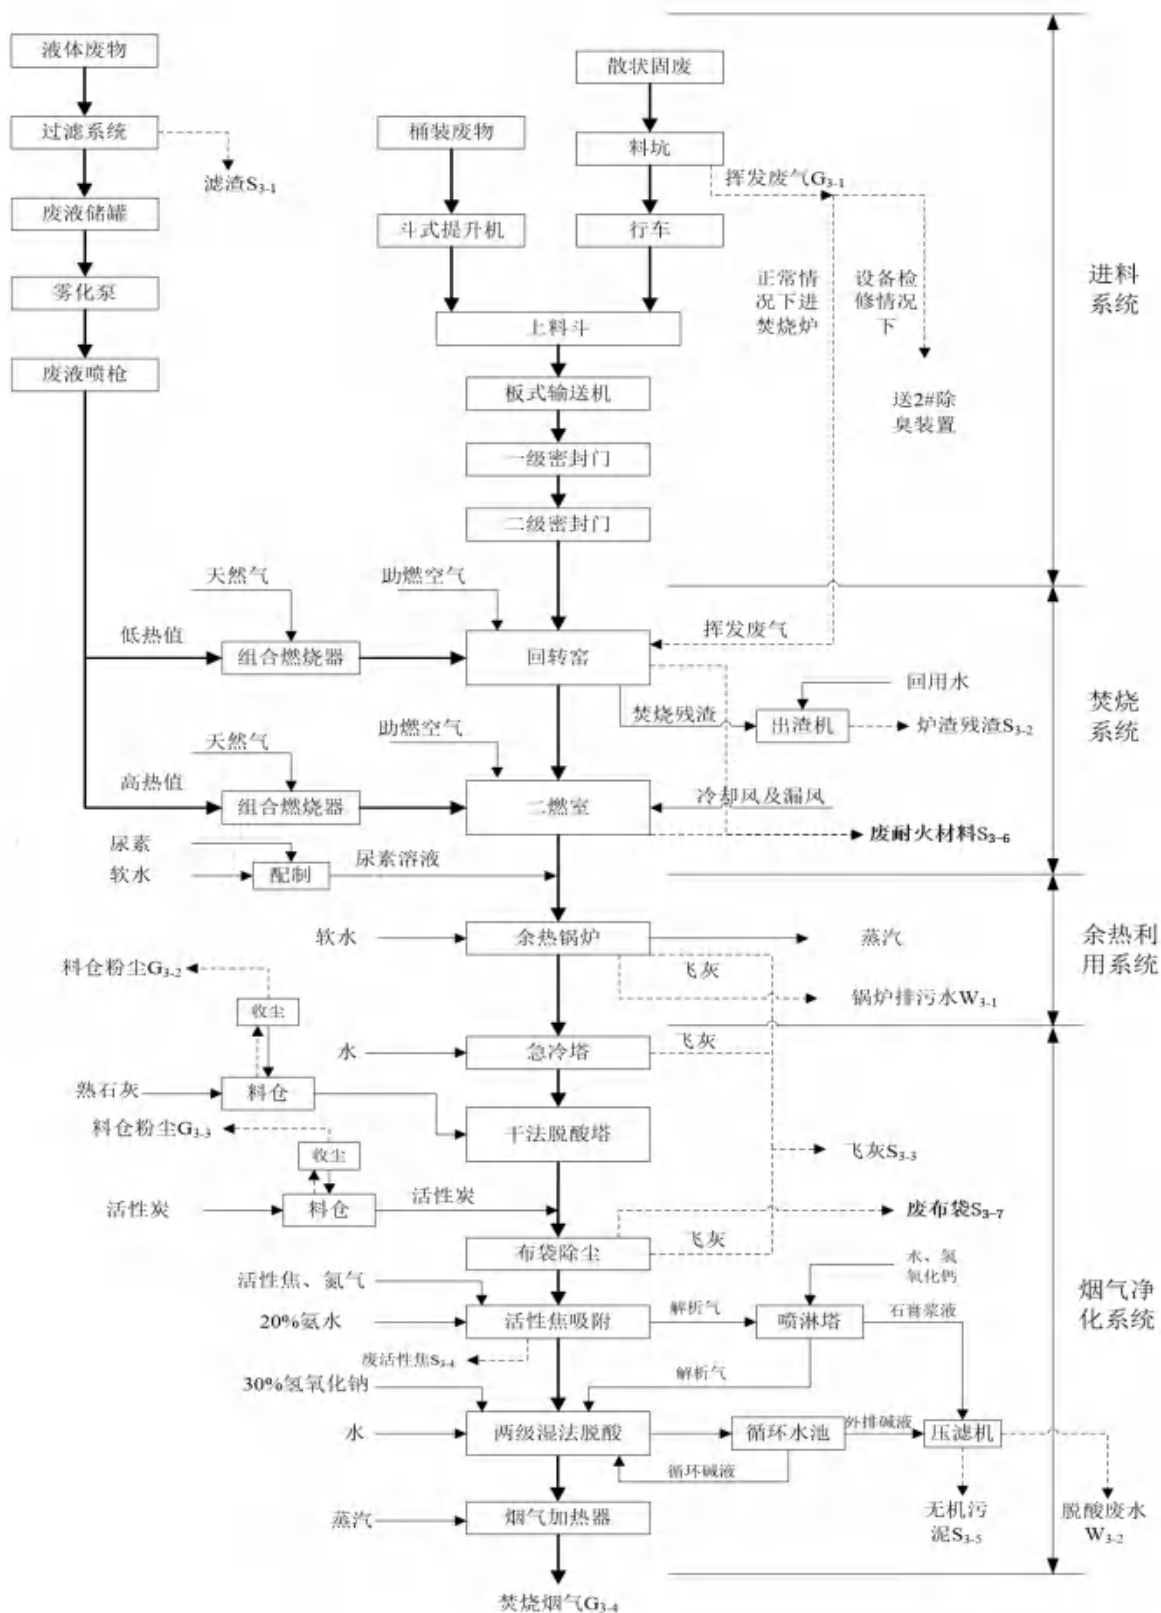 液体废物
散状固废
过滤系统
桶装废物
料坑
滤渣S3-1
挥发废气G3-1
废液储罐
斗式提升机
行车
雾化泵
正常情
况下进
焚烧炉
设备检
修情况
下
进料
系统
上料斗
废液喷枪
板式输送机
送2#除
臭装置
一级密封门
二级密封门
天然气
助燃空气
低热值
组合燃烧器
回转窑
挥发废气
回用水
焚烧残渣
出渣机
炉渣残渣S3-2
焚烧
系统
天然气
助燃空气
高热值
组合燃烧器
二燃室
冷却风及漏风
废耐火材料S3-6
尿素
软水
配制
尿素溶液
软水
余热锅炉
蒸汽
余热利
用系统
料仓粉尘G3-2
飞灰
锅炉排污水W3-1
收尘
水
急冷塔
飞灰
熟石灰
料仓
料仓粉尘G3-3
干法脱酸塔
收尘
飞灰S3-3
活性炭
料仓
活性炭
废布袋S3-7
布袋除尘
飞灰
水、氢
氧化钙
活性焦、氮气
20%氨水
活性焦吸附
解析气
喷淋塔
石膏浆液
烟气净
化系统
废活性焦S3-4
解析气
30%氢氧化钠
水
两级湿法脱酸
循环水池
外排碱液
压滤机
循环碱液
蒸汽
烟气加热器
无机污
泥S3-5
脱酸废水
W3-2
焚烧烟气G3-4